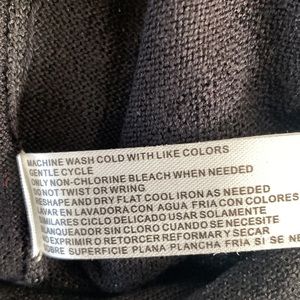 MACHINE WASH COLD WITH LIKE COLORS
GENTLE CYCLE
ONLY NON-CHLORINE BLEACH WHEN NEEDED
DO NOT TWIST OR WRING
RESHAPE AND DRY FLAT COOL IRON AS NEEDED
LAVAR EN LAVADORA CON AGUA FRIA CON COLORES
SIMILARES CICLO DELICADO USAR SOLAMENTE
BLANQUEADOR SIN CLORO CUANDO SE NECESITE
NO EXPRIMIR O RETORCER REFORMAR Y SECAR
SOBRE SUPERFICIE PLANA PLANCHA FRIA SI SE